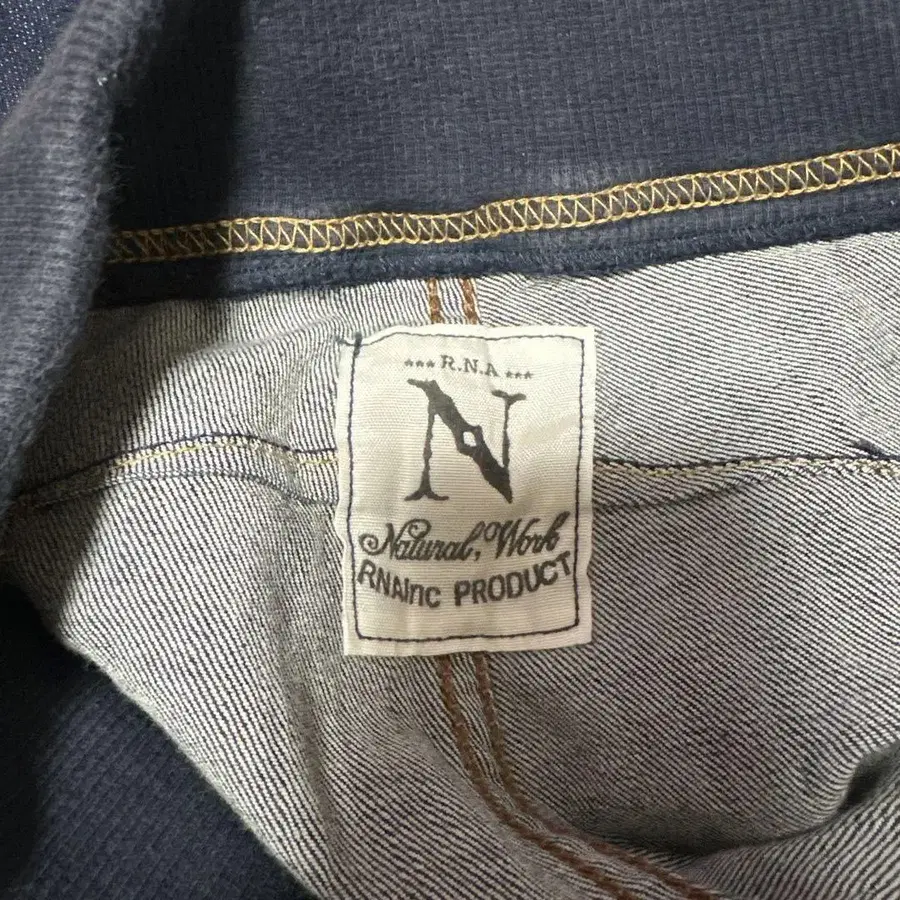 *** R.N.A ***
N
Natural, Work
RNAInc PRODUCT